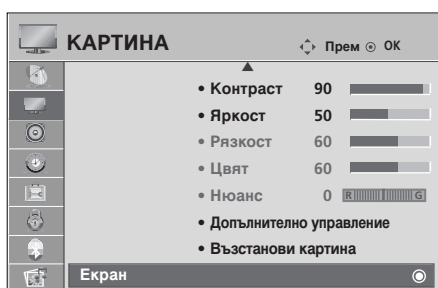 КАРТИНА Прем OK
• Контраст 90
• Яркост 50
• Рязкост 60
• Цвят 60
• Нюанс 0 R G
• Допълнително управление
• Възстанови картина
Екран